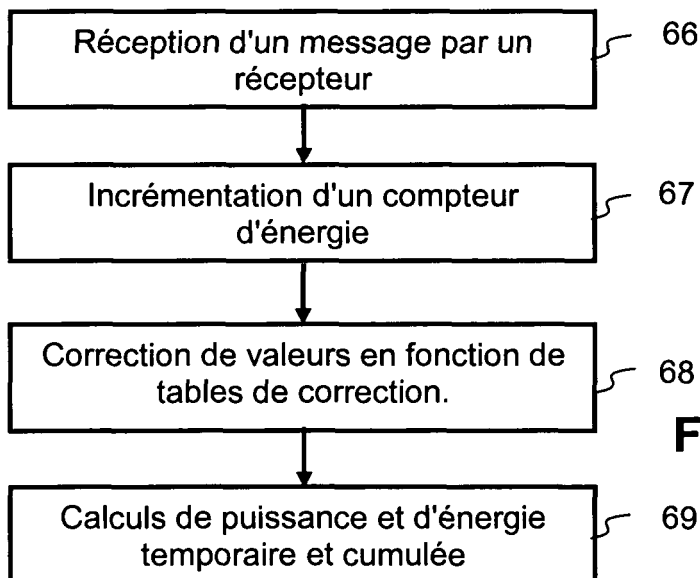 Réception d'un message par un
récepteur
66
Incrémentation d'un compteur
d'énergie
67
Correction de valeurs en fonction de
tables de correction.
68
F
Calculs de puissance et d'énergie
temporaire et cumulée
69